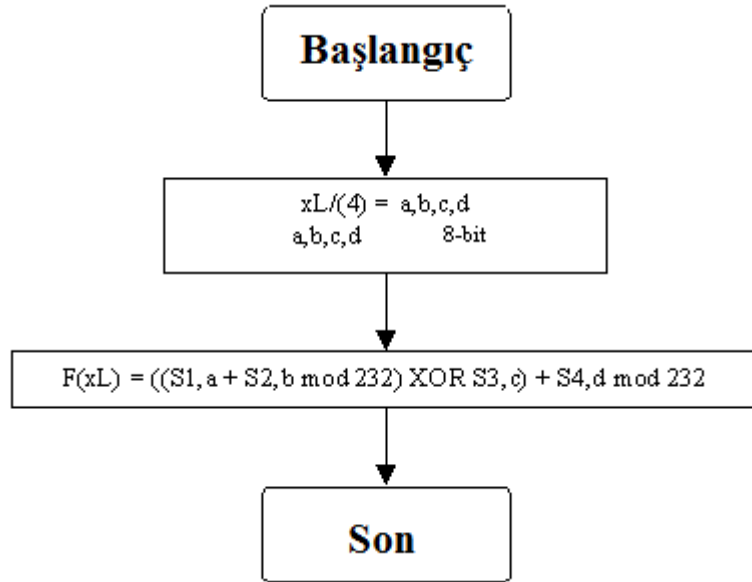 Başlangıç
xL/(4) = a,b,c,d
a,b,c,d 8-bit
F(xL) = ((S1,a + S2,b mod 232) XOR S3,c) + S4,d mod 232
Son